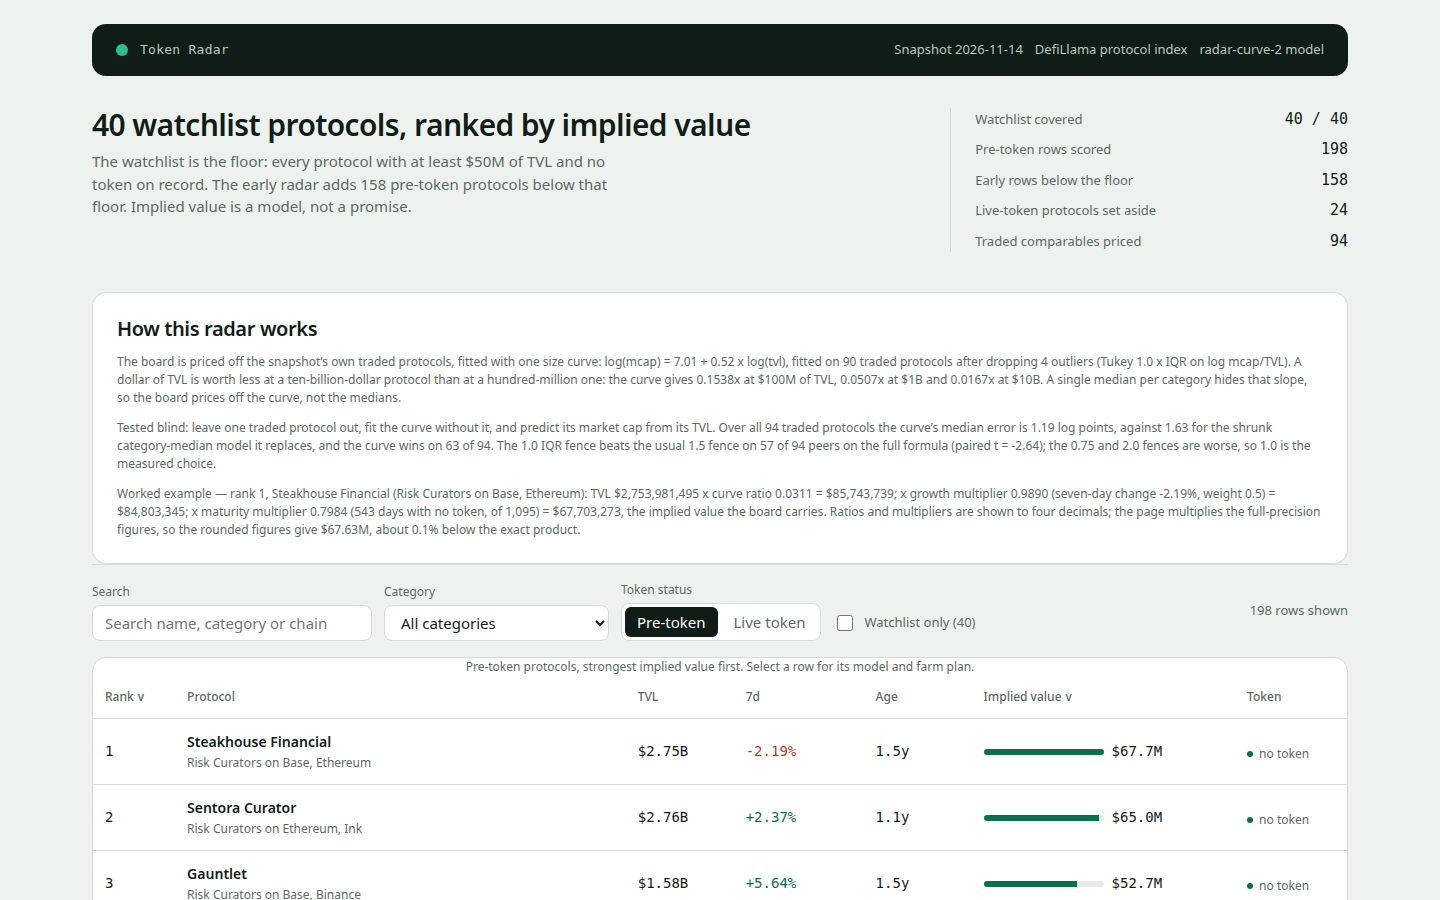 Token Radar
Snapshot 2026-11-14 DefiLlama protocol index radar-curve-2 model
40 watchlist protocols, ranked by implied value
The watchlist is the floor: every protocol with at least $50M of TVL and no
token on record. The early radar adds 158 pre-token protocols below that
floor. Implied value is a model, not a promise.
Watchlist covered 40 / 40
Pre-token rows scored 198
Early rows below the floor 158
Live-token protocols set aside 24
Traded comparables priced 94
How this radar works
The board is priced off the snapshot's own traded protocols, fitted with one size curve: log(mcap) = 7.01 + 0.52 x log(tvl), fitted on 90 traded protocols after dropping 4 outliers (Tukey 1.0 x IQR on log mcap/TVL). A
dollar of TVL is worth less at a ten-billion-dollar protocol than at a hundred-million one: the curve gives 0.1538x at $100M of TVL, 0.0507x at $1B and 0.0167x at $10B. A single median per category hides that slope,
so the board prices off the curve, not the medians.
Tested blind: leave one traded protocol out, fit the curve without it, and predict its market cap from its TVL. Over all 94 traded protocols the curve's median error is 1.19 log points, against 1.63 for the shrunk
category-median model it replaces, and the curve wins on 63 of 94. The 1.0 IQR fence beats the usual 1.5 fence on 57 of 94 peers on the full formula (paired t = -2.64); the 0.75 and 2.0 fences are worse, so 1.0 is the
measured choice.
Worked example — rank 1, Steakhouse Financial (Risk Curators on Base, Ethereum): TVL $2,753,981,495 x curve ratio 0.0311 = $85,743,739; x growth multiplier 0.9890 (seven-day change -2.19%, weight 0.5) =
$84,803,345; x maturity multiplier 0.7984 (543 days with no token, of 1,095) = $67,703,273, the implied value the board carries. Ratios and multipliers are shown to four decimals; the page multiplies the full-precision
figures, so the rounded figures give $67.63M, about 0.1% below the exact product.
Search Category Token status
Search name, category or chain All categories Pre-token Live token Watchlist only (40) 198 rows shown
Pre-token protocols, strongest implied value first. Select a row for its model and farm plan.
Rank v Protocol TVL 7d Age Implied value v Token
1 Steakhouse Financial $2.75B -2.19% 1.5y $67.7M no token
Risk Curators on Base, Ethereum
2 Sentora Curator $2.76B +2.37% 1.1y $65.0M no token
Risk Curators on Ethereum, Ink
3 Gauntlet $1.58B +5.64% 1.5y $52.7M no token
Risk Curators on Base, Binance